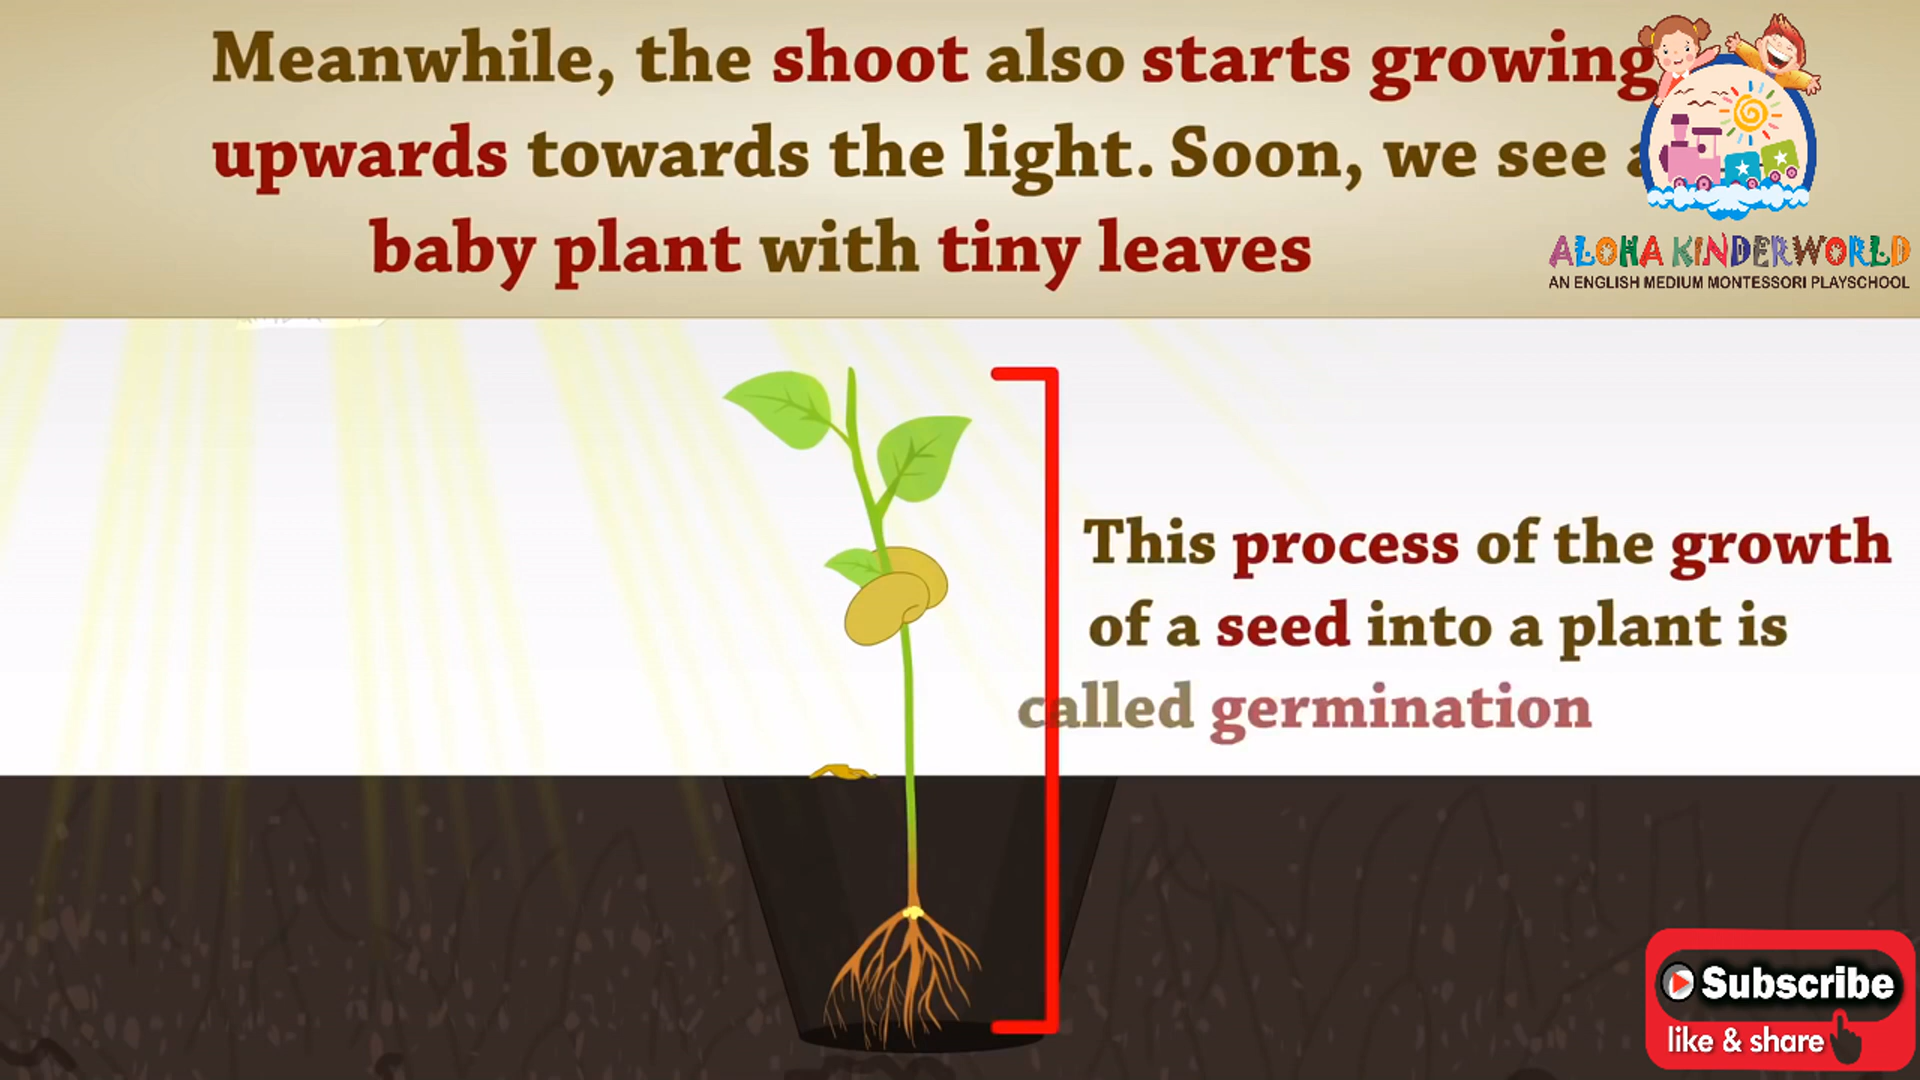 Meanwhile, the shoot also starts growing
upwards towards the light. Soon, we see a
baby plant with tiny leaves
ALOHA KINDERWORLD
AN ENGLISH MEDIUM MONTESSORI PLAYSCHOOL
This process of the growth
of a seed into a plant is
called germination
Subscribe
like & share